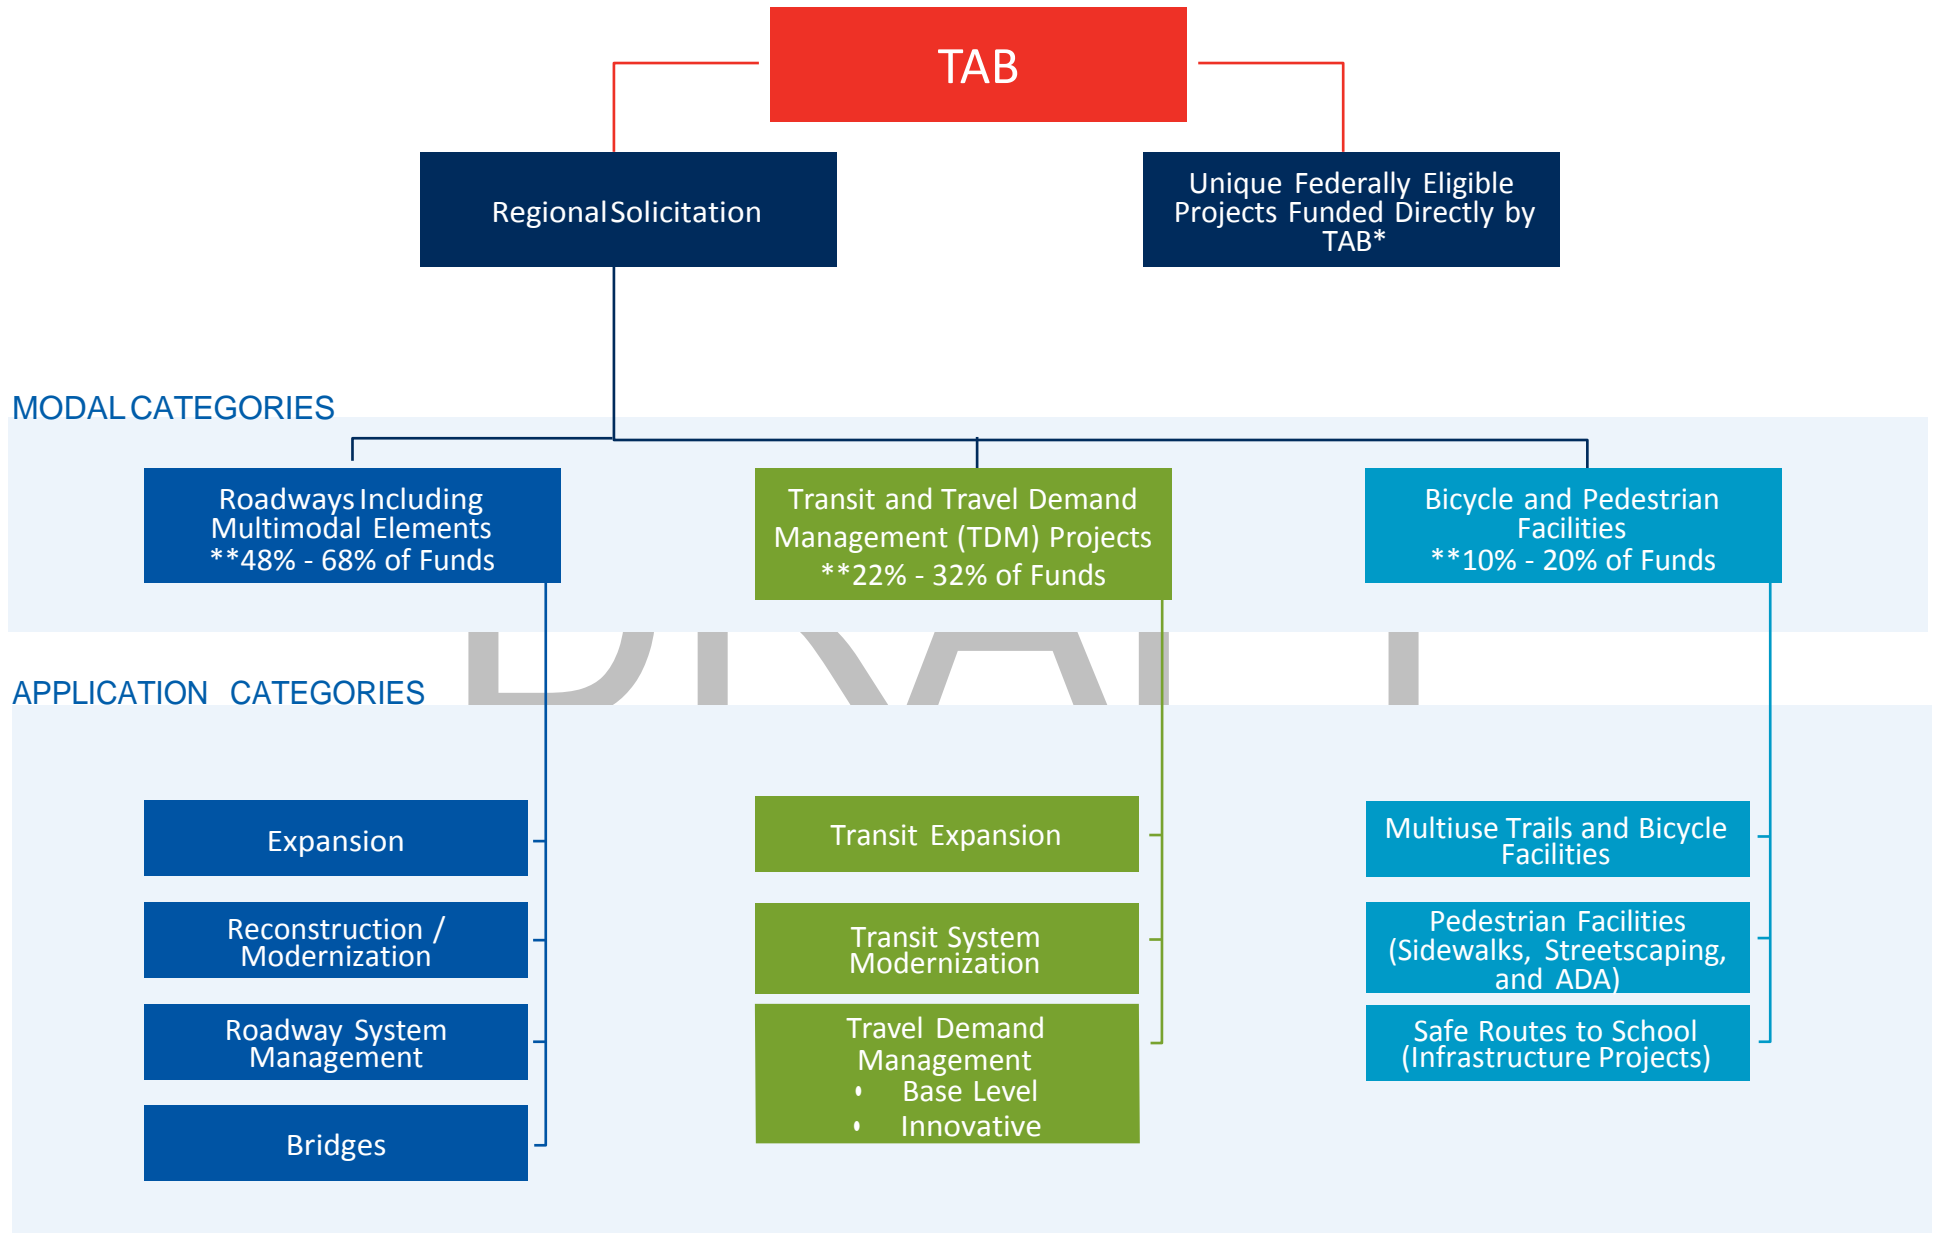 TAB
Regional Solicitation
Unique Federally Eligible
Projects Funded Directly by
TAB*
MODAL CATEGORIES
Roadways Including
Multimodal Elements
**48% - 68% of Funds
Transit and Travel Demand
Management (TDM) Projects
**22% - 32% of Funds
Bicycle and Pedestrian
Facilities
**10% - 20% of Funds
DRAFT
APPLICATION CATEGORIES
Expansion
Reconstruction /
Modernization
Roadway System
Management
Bridges
Transit Expansion
Transit System
Modernization
Travel Demand
Management
• Base Level
• Innovative
Multiuse Trails and Bicycle
Facilities
Pedestrian Facilities
(Sidewalks, Streetscaping,
and ADA)
Safe Routes to School
(Infrastructure Projects)